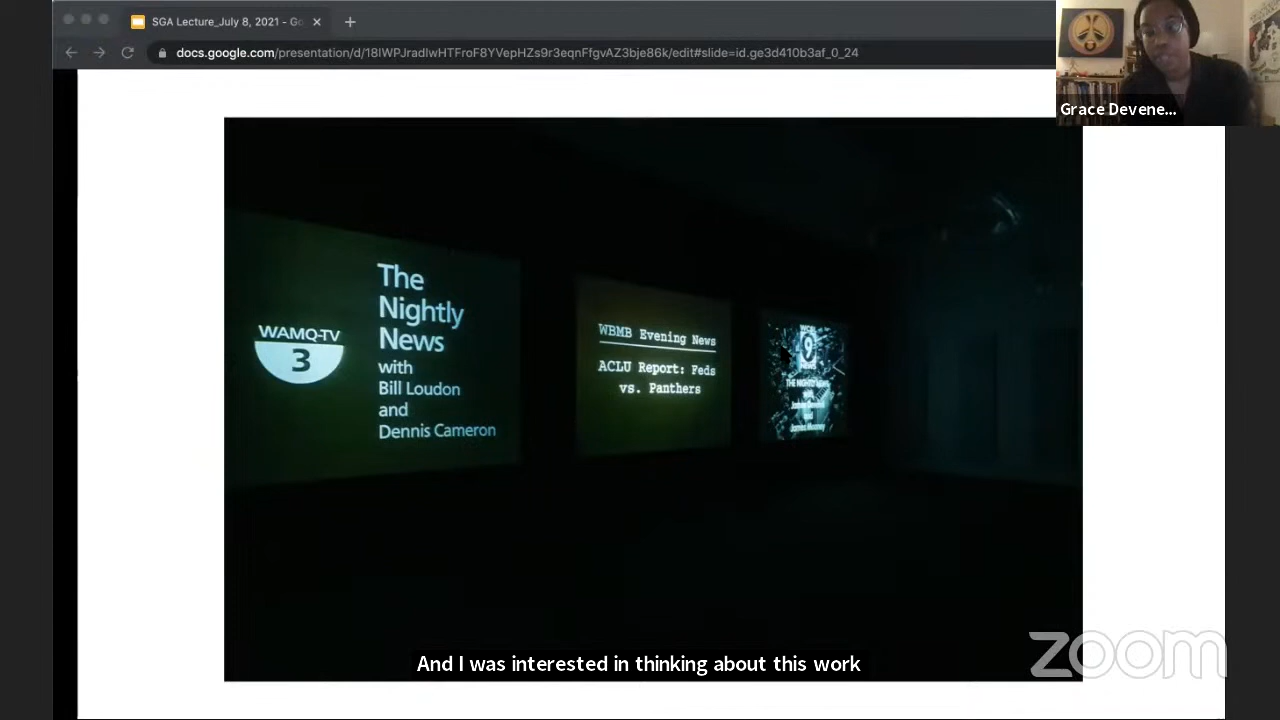 SGA Lecture_July 8, 2021 - Go
docs.google.com/presentation/d/18IWPJradIwHTFroF8YVepHZs9r3eqnFfgvAZ3bje86k/edit#slide=id.ge3d410b3af_0_24
Grace Devene...
WAMQ-TV
3
The
Nightly
News
with
Bill Loudon
and
Dennis Cameron
WBMB Evening News
ACLU Report: Feds
vs. Panthers
9
NEWS
THE NIGHTLY NEWS
And I was interested in thinking about this work
zoom